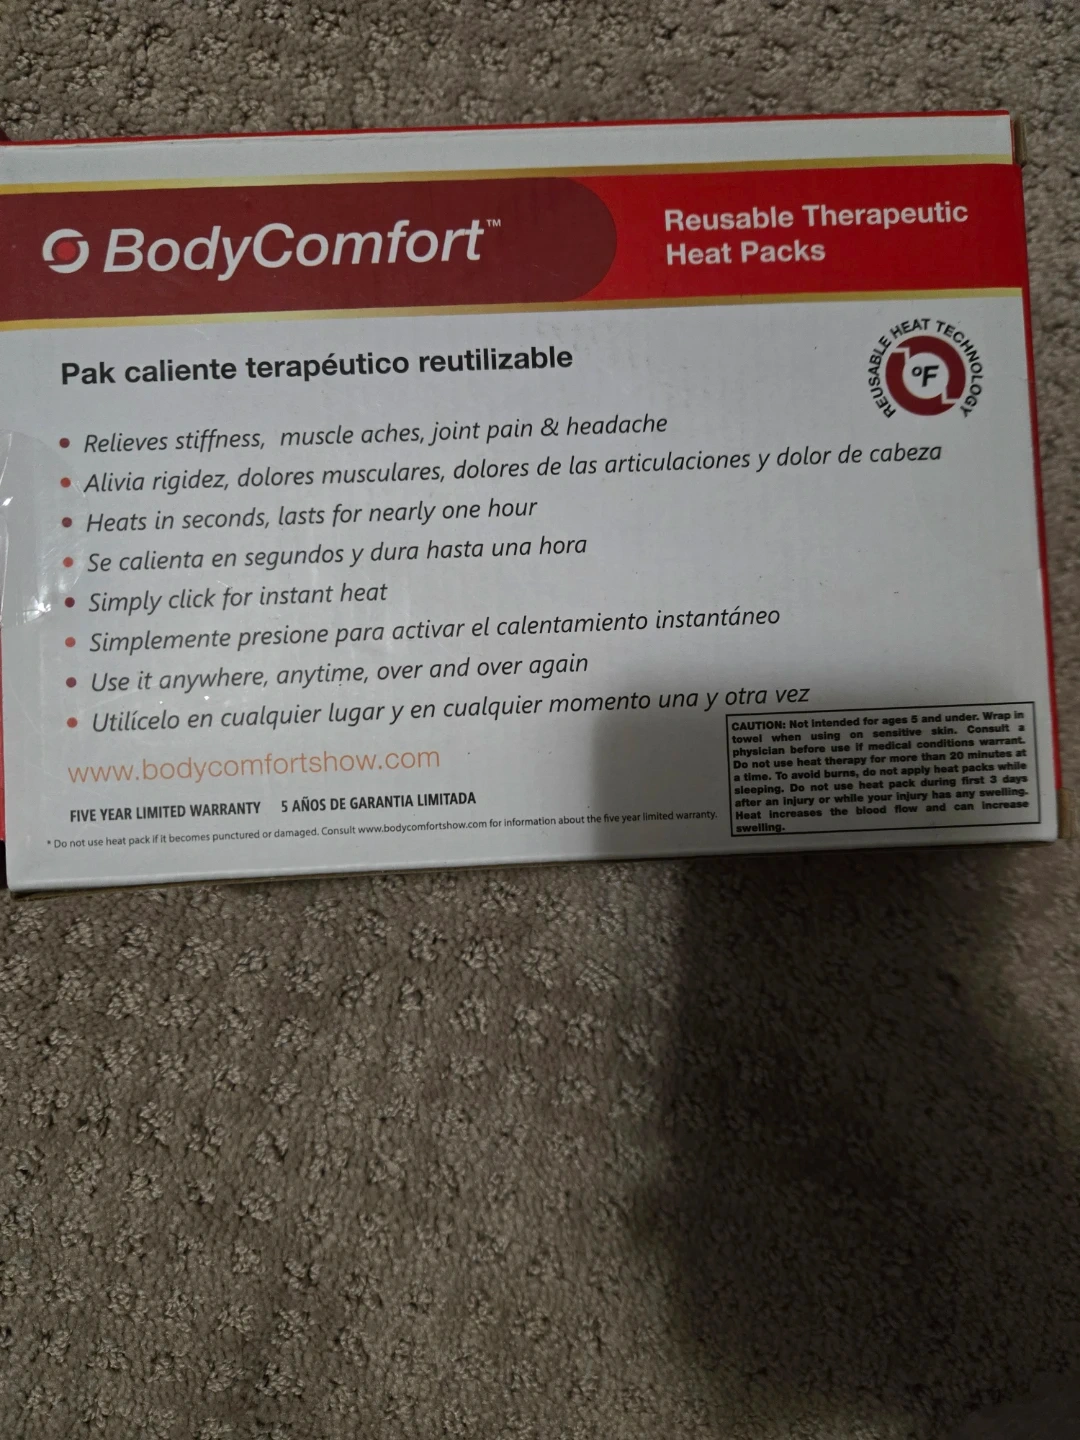 BodyComfort™
Reusable Therapeutic
Heat Packs
REUSABLE HEAT TECHNOLOGY
°F
Pak caliente terapéutico reutilizable
• Relieves stiffness, muscle aches, joint pain & headache
• Alivia rigidez, dolores musculares, dolores de las articulaciones y dolor de cabeza
• Heats in seconds, lasts for nearly one hour
• Se calienta en segundos y dura hasta una hora
• Simply click for instant heat
• Simplemente presione para activar el calentamiento instantáneo
• Use it anywhere, anytime, over and over again
• Utilícelo en cualquier lugar y en cualquier momento una y otra vez
www.bodycomfortshow.com
FIVE YEAR LIMITED WARRANTY 5 AÑOS DE GARANTIA LIMITADA
* Do not use heat pack if it becomes punctured or damaged. Consult www.bodycomfortshow.com for information about the five year limited warranty.
CAUTION: Not intended for ages 5 and under. Wrap in
towel when using on sensitive skin. Consult a
physician before use if medical conditions warrant.
Do not use heat therapy for more than 20 minutes at
a time. To avoid burns, do not apply heat packs while
sleeping. Do not use heat pack during first 3 days
after an injury or while your injury has any swelling.
Heat increases the blood flow and can increase
swelling.